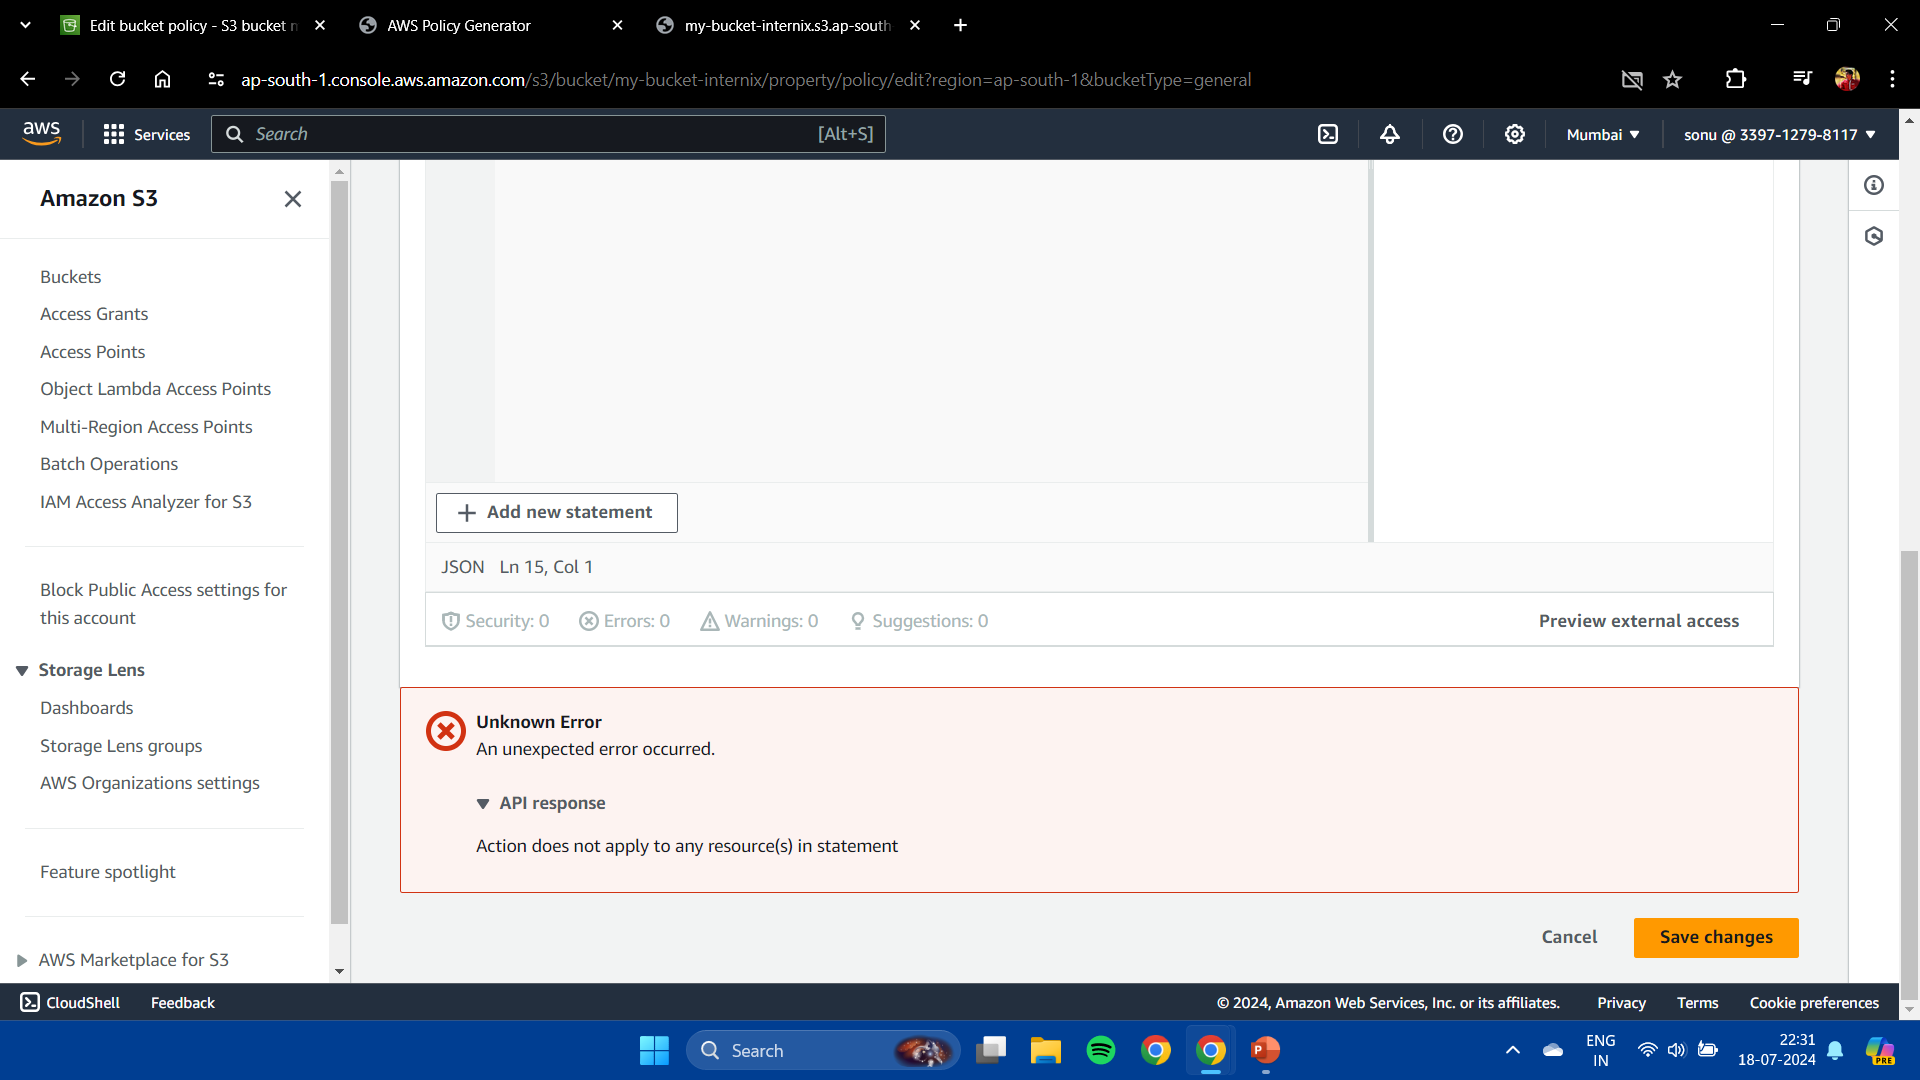 Edit bucket policy - S3 bucket
AWS Policy Generator
my-bucket-internix.s3.ap-south
ap-south-1.console.aws.amazon.com/s3/bucket/my-bucket-internix/property/policy/edit?region=ap-south-1&bucketType=general
aws
Services
Search
[Alt+S]
Mumbai
sonu @ 3397-1279-8117
Amazon S3
Buckets
Access Grants
Access Points
Object Lambda Access Points
Multi-Region Access Points
Batch Operations
IAM Access Analyzer for S3
Block Public Access settings for
this account
Storage Lens
Dashboards
Storage Lens groups
AWS Organizations settings
Feature spotlight
AWS Marketplace for S3
Add new statement
JSON Ln 15, Col 1
Security: 0 Errors: 0 Warnings: 0 Suggestions: 0
Preview external access
Unknown Error
An unexpected error occurred.
API response
Action does not apply to any resource(s) in statement
Cancel
Save changes
CloudShell
Feedback
© 2024, Amazon Web Services, Inc. or its affiliates.
Privacy
Terms
Cookie preferences
Search
ENG
IN
22:31
18-07-2024
PRE